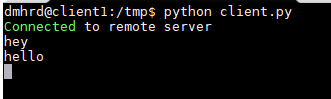 dmhrd@client1:/tmp$ python client.py
Connected to remote server
hey
hello